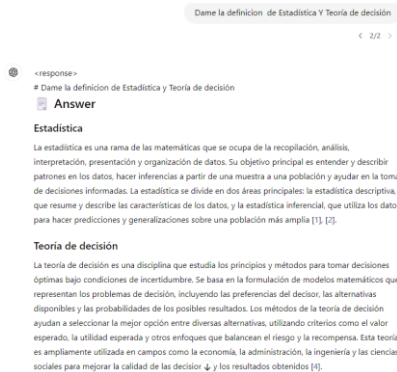 Dame la definicion de Estadística Y Teoría de decisión
< 2/2 >
<response>
# Dame la definicion de Estadística y Teoría de decisión
Answer
Estadística
La estadística es una rama de las matemáticas que se ocupa de la recopilación, análisis,
interpretación, presentación y organización de datos. Su objetivo principal es entender y describir
patrones en los datos, hacer inferencias a partir de una muestra a una población y ayudar en la toma
de decisiones informadas. La estadística se divide en dos áreas principales: la estadística descriptiva,
que resume y describe las características de los datos, y la estadística inferencial, que utiliza los dato
para hacer predicciones y generalizaciones sobre una población más amplia [1], [2].
Teoría de decisión
La teoría de decisión es una disciplina que estudia los principios y métodos para tomar decisiones
óptimas bajo condiciones de incertidumbre. Se basa en la formulación de modelos matemáticos que
representan los problemas de decisión, incluyendo las preferencias del decisor, las alternativas
disponibles y las probabilidades de los posibles resultados. Los métodos de la teoría de decisión
ayudan a seleccionar la mejor opción entre diversas alternativas, utilizando criterios como el valor
esperado, la utilidad esperada y otros enfoques que balancean el riesgo y la recompensa. Esta teoría
es ampliamente utilizada en campos como la economía, la administración, la ingeniería y las ciencias
sociales para mejorar la calidad de las decisior ↓ y los resultados obtenidos [4].